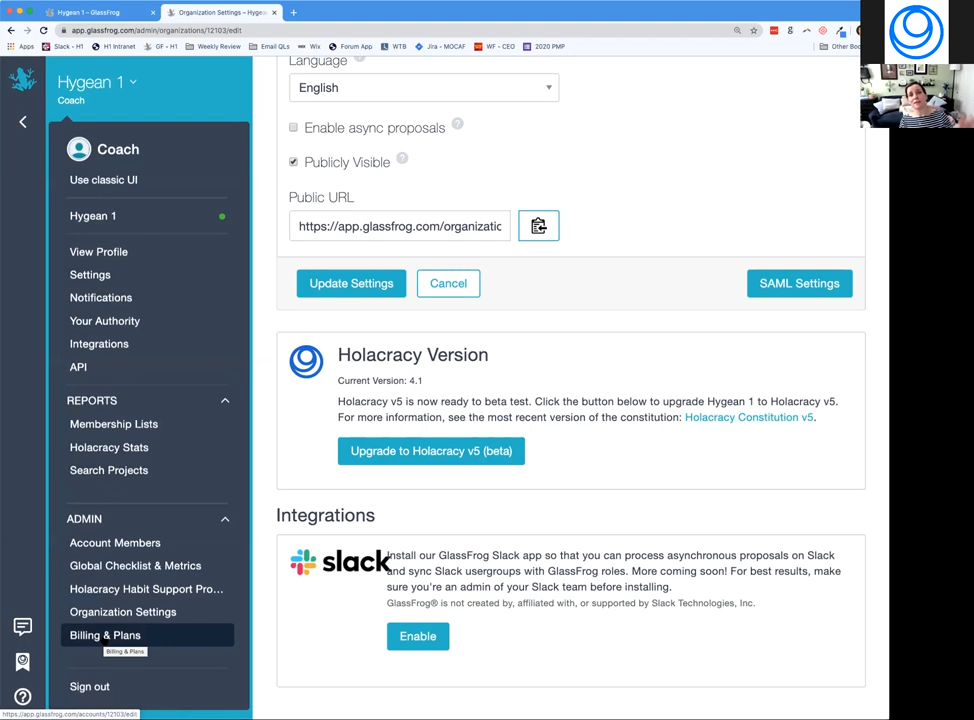 Hygean 1 – GlassFrog
Organization Settings – Hygea
app.glassfrog.com/admin/organizations/12103/edit
Apps
Slack - H1
H1 Intranet
GF - H1
Weekly Review
Email QLs
Wix
Forum App
WTB
Jira – MOCAF
WF - CEO
2020 PMP
Other Boo
Hygean 1
Coach
Coach
Use classic UI
Hygean 1
View Profile
Settings
Notifications
Your Authority
Integrations
API
REPORTS
Membership Lists
Holacracy Stats
Search Projects
ADMIN
Account Members
Global Checklist & Metrics
Holacracy Habit Support Pro...
Organization Settings
Billing & Plans
Billing & Plans
Sign out
https://app.glassfrog.com/accounts/12103/edit
Language
English
Enable async proposals
Publicly Visible
Public URL
https://app.glassfrog.com/organizatic
Update Settings
Cancel
SAML Settings
Holacracy Version
Current Version: 4.1
Holacracy v5 is now ready to beta test. Click the button below to upgrade Hygean 1 to Holacracy v5.
For more information, see the most recent version of the constitution: Holacracy Constitution v5.
Upgrade to Holacracy v5 (beta)
Integrations
slack
Install our GlassFrog Slack app so that you can process asynchronous proposals on Slack
and sync Slack usergroups with GlassFrog roles. More coming soon! For best results, make
sure you're an admin of your Slack team before installing.
GlassFrog® is not created by, affiliated with, or supported by Slack Technologies, Inc.
Enable